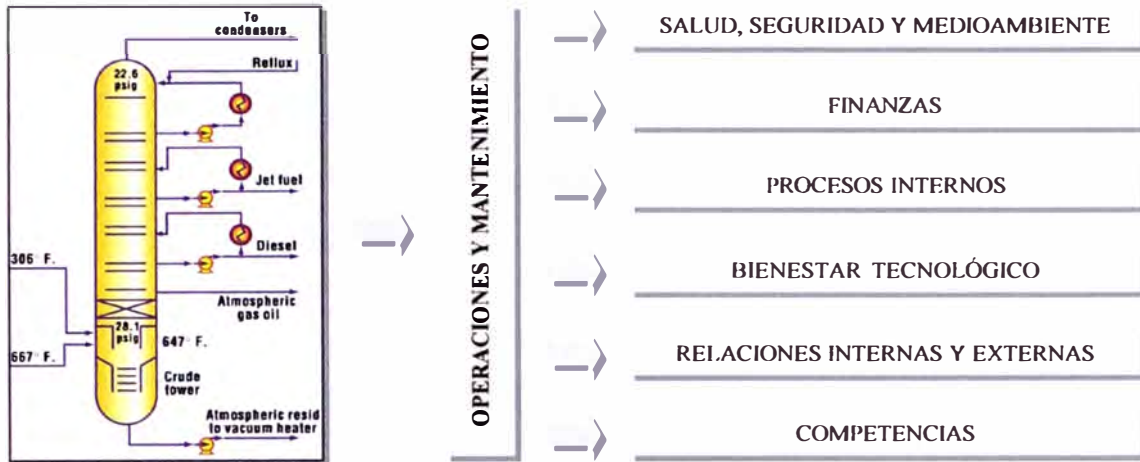 To
condensers
Reflux
22.6
psig
Jet fuel
Diesel
306° F.
Atmospheric
gas oil
28.1
psig
647° F.
667° F.
Crude
tower
Atmospheric resid
to vacuum heater
OPERACIONES Y MANTENIMIENTO
SALUD, SEGURIDAD Y MEDIOAMBIENTE
FINANZAS
PROCESOS INTERNOS
BIENESTAR TECNOLÓGICO
RELACIONES INTERNAS Y EXTERNAS
COMPETENCIAS